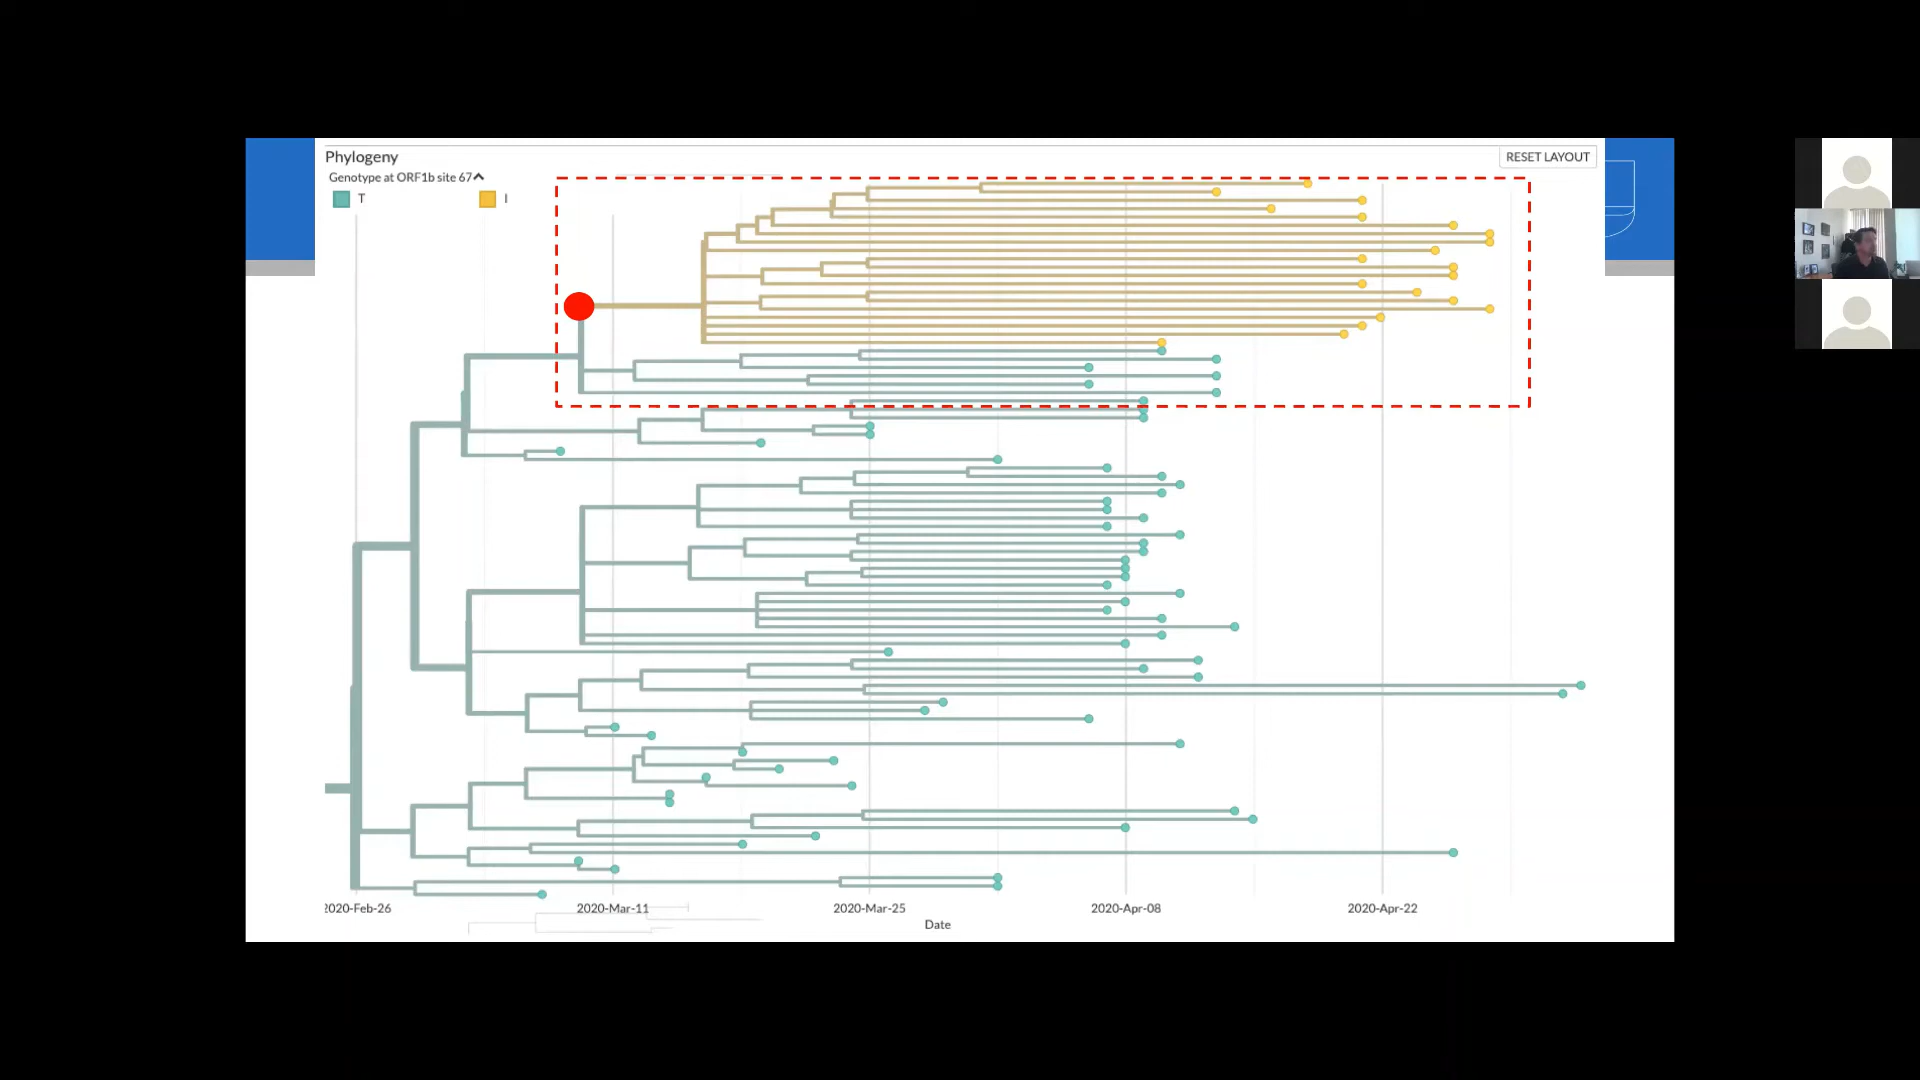 Phylogeny
RESET LAYOUT
Genotype at ORF1b site 67
T
I
2020-Feb-26
2020-Mar-11
2020-Mar-25
2020-Apr-08
2020-Apr-22
Date